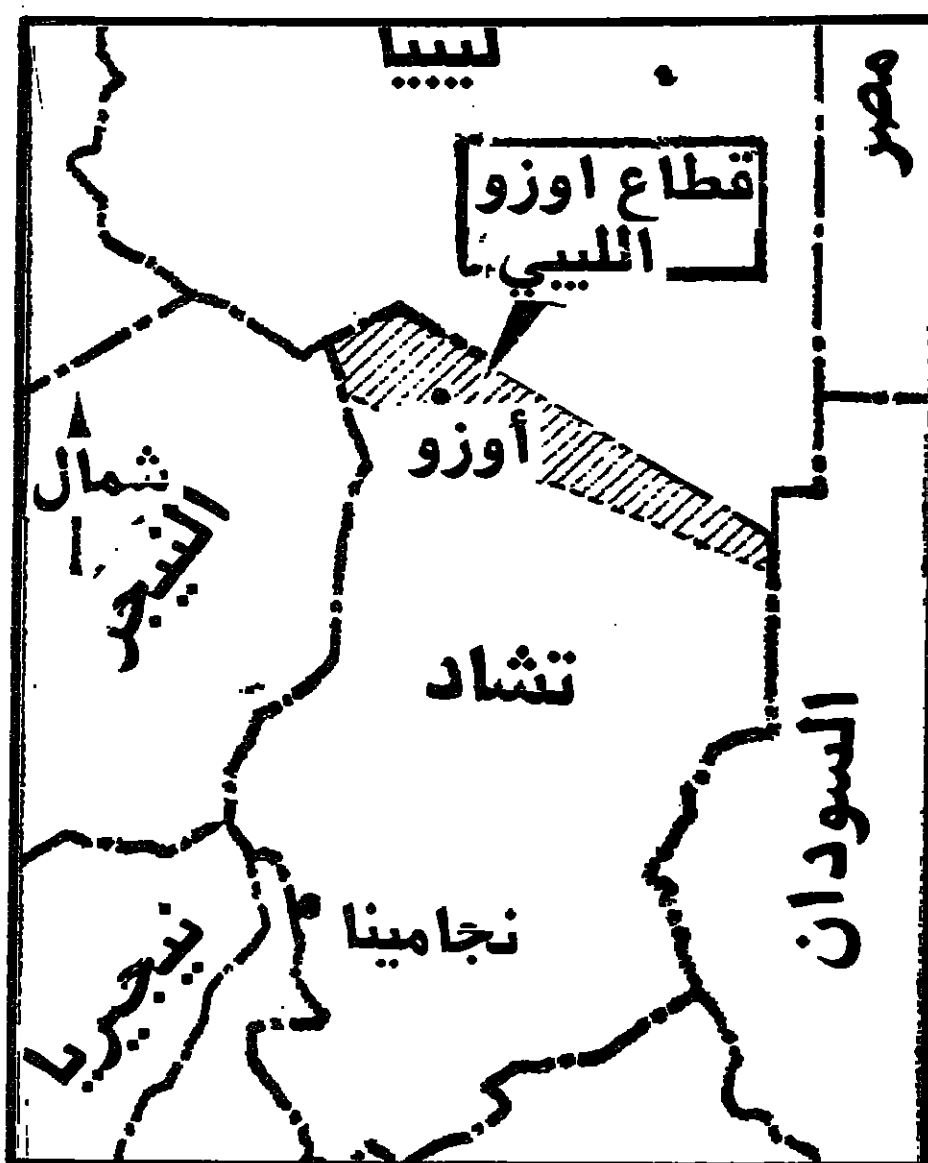 ليبيا
مصر
قطاع اوزو
الليبي
أوزو
شمال
النيجر
تشاد
السودان
نجامينا
نيجيريا